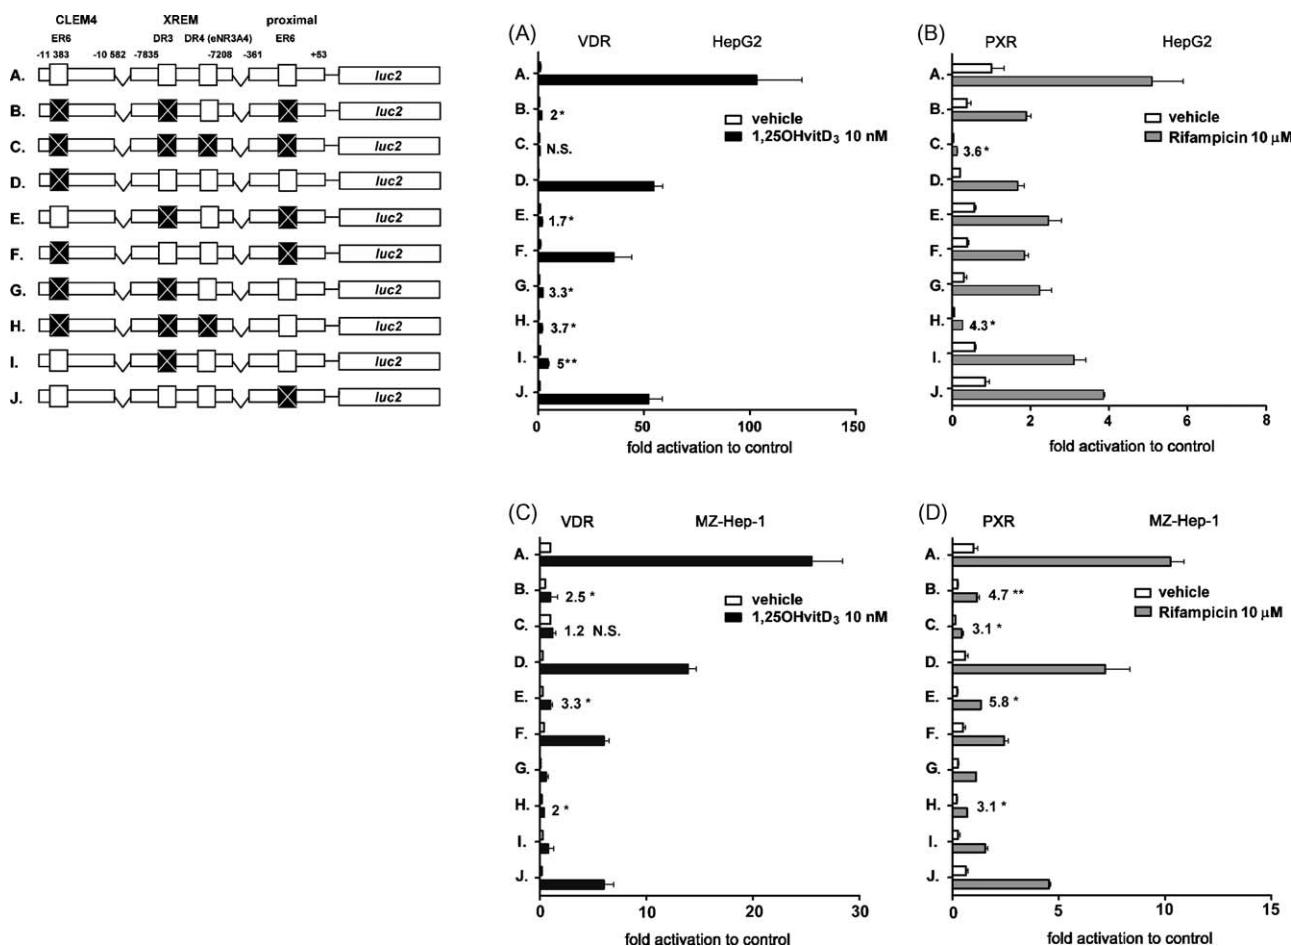 CLEM4 XREM proximal
ER6 DR3 DR4 (eNR3A4) ER6
-11 383 -10 562 -7835 -7208 -361 +53
A. luc2
B. luc2
C. luc2
D. luc2
E. luc2
F. luc2
G. luc2
H. luc2
I. luc2
J. luc2
(A) VDR HepG2
A.
B. 2 *
vehicle
1,25OHvitD3 10 nM
C. N.S.
D.
E. 1.7 *
F.
G. 3.3 *
H. 3.7 *
I. 5**
J.
0 50 100 150
fold activation to control
(B) PXR HepG2
A.
B.
vehicle
Rifampicin 10 μM
C. 3.6 *
D.
E.
F.
G.
H. 4.3 *
I.
J.
0 2 4 6 8
fold activation to control
(C) VDR MZ-Hep-1
A.
B. 2.5 *
vehicle
1,25OHvitD3 10 nM
C. 1.2 N.S.
D.
E. 3.3 *
F.
G.
H. 2 *
I.
J.
0 10 20 30
fold activation to control
(D) PXR MZ-Hep-1
A.
B. 4.7 **
vehicle
Rifampicin 10 μM
C. 3.1 *
D.
E. 5.8 *
F.
G.
H. 3.1 *
I.
J.
0 5 10 15
fold activation to control